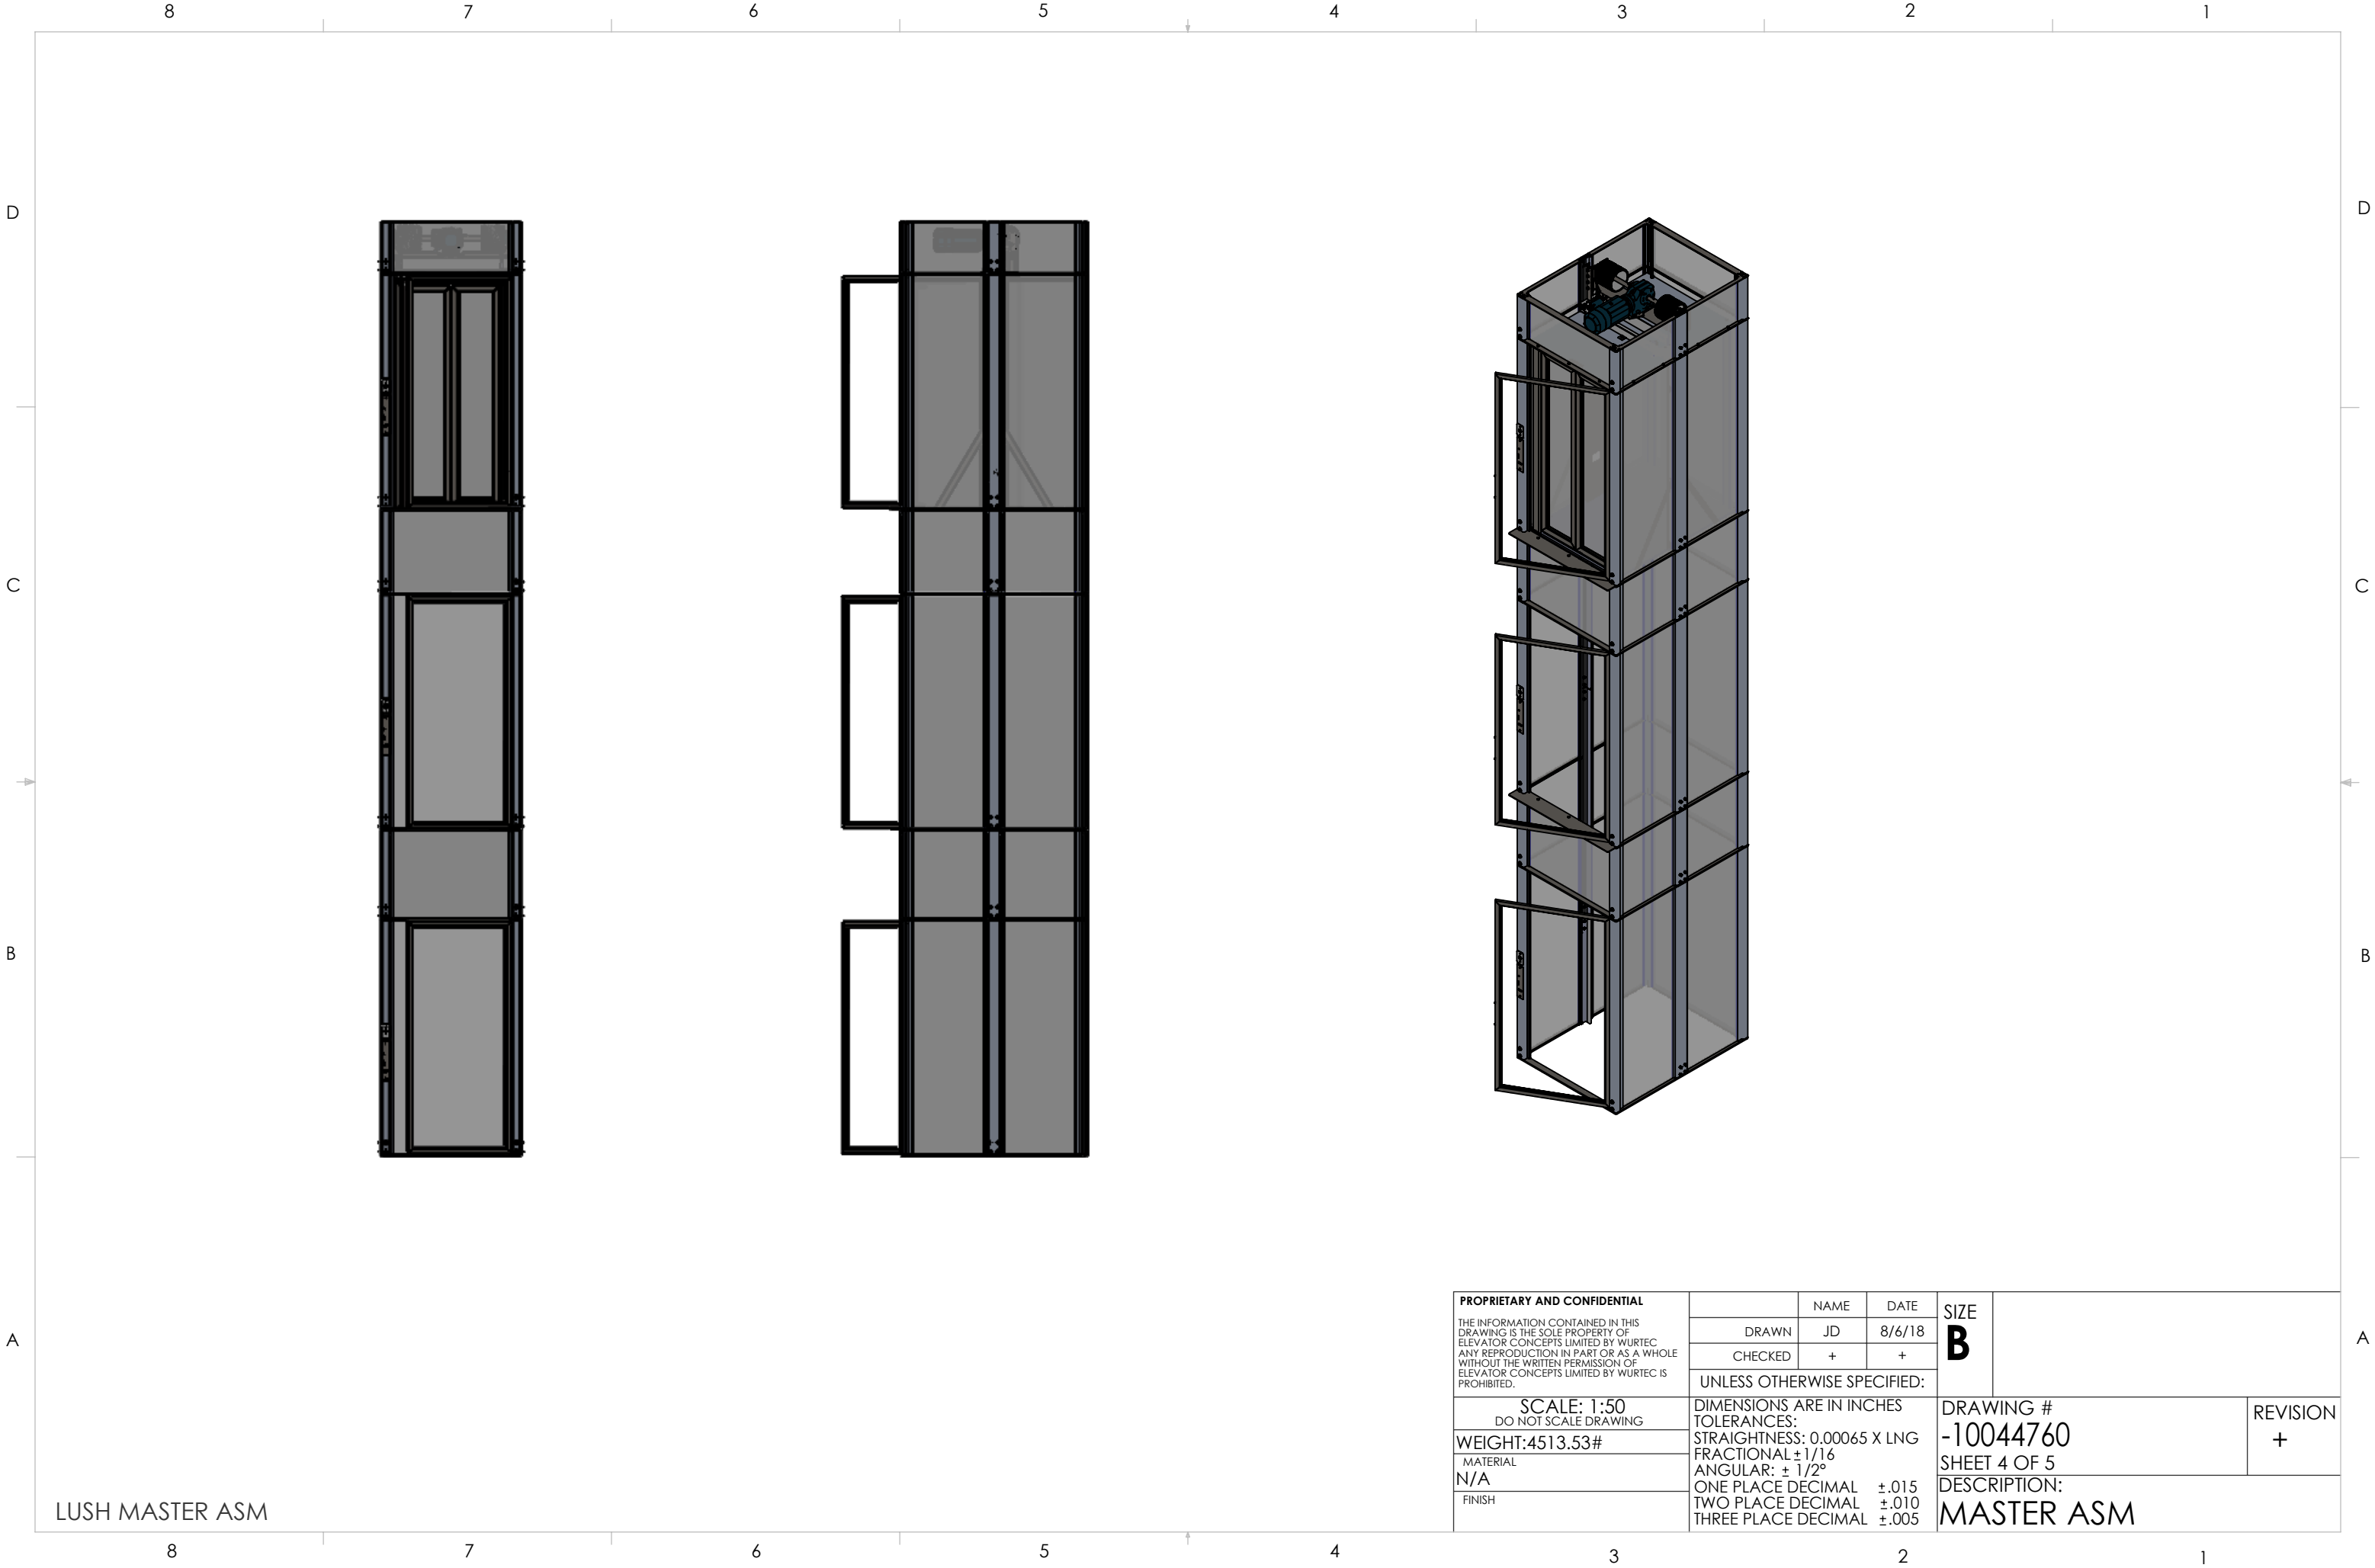 8 7 6 5 4 3 2 1
D D
C C
B B
A A
PROPRIETARY AND CONFIDENTIAL
THE INFORMATION CONTAINED IN THIS
DRAWING IS THE SOLE PROPERTY OF
ELEVATOR CONCEPTS LIMITED BY WURTEC
ANY REPRODUCTION IN PART OR AS A WHOLE
WITHOUT THE WRITTEN PERMISSION OF
ELEVATOR CONCEPTS LIMITED BY WURTEC IS
PROHIBITED.
SCALE: 1:50
DO NOT SCALE DRAWING
WEIGHT:4513.53#
MATERIAL
N/A
FINISH
NAME DATE
DRAWN JD 8/6/18
CHECKED + +
UNLESS OTHERWISE SPECIFIED:
DIMENSIONS ARE IN INCHES
TOLERANCES:
STRAIGHTNESS: 0.00065 X LNG
FRACTIONAL±1/16
ANGULAR: ± 1/2°
ONE PLACE DECIMAL ±.015
TWO PLACE DECIMAL ±.010
THREE PLACE DECIMAL ±.005
SIZE
B
DRAWING #
-10044760
SHEET 4 OF 5
REVISION
+
DESCRIPTION:
MASTER ASM
LUSH MASTER ASM
8 7 6 5 4 3 2 1